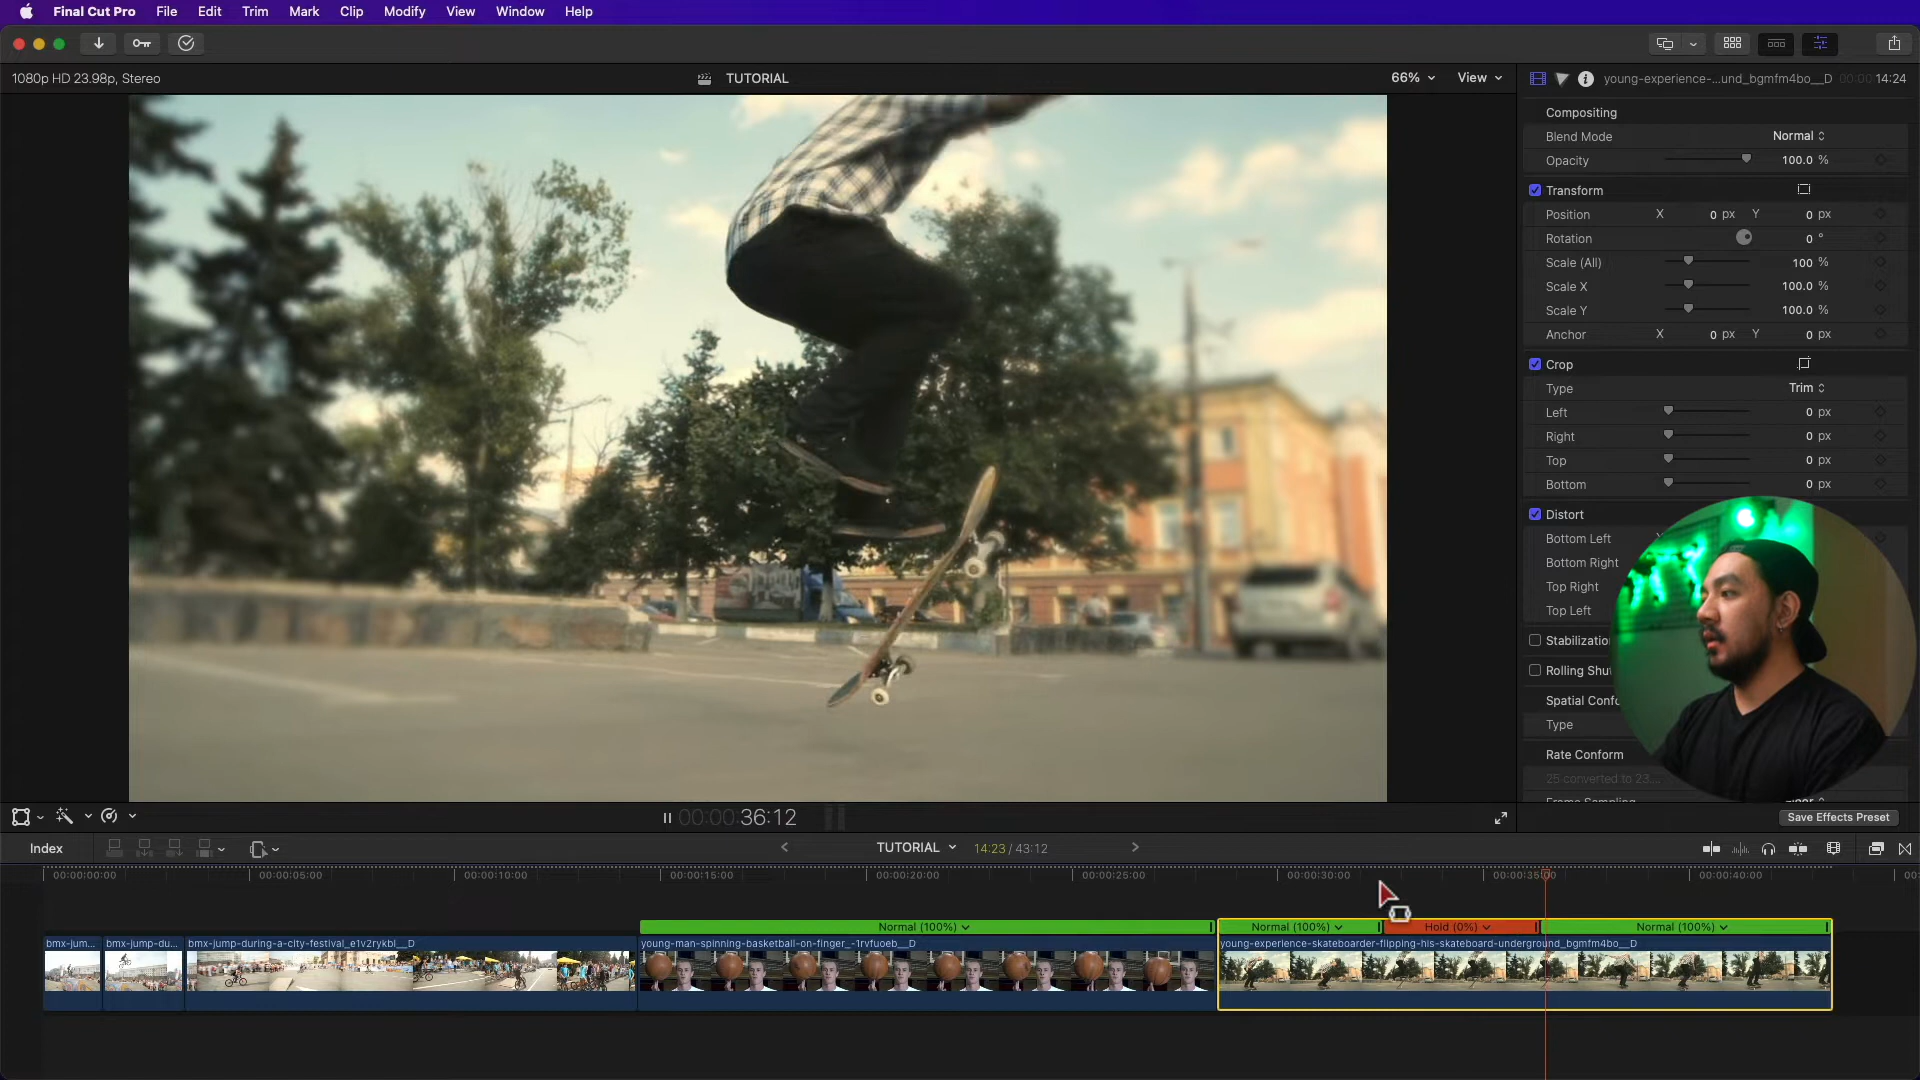 Final Cut Pro File Edit Trim Mark Clip Modify View Window Help
1080p HD 23.98p, Stereo
TUTORIAL
66% View
young-experience-...und_bgmfm4bo__D 00:00:14:24
Compositing
Blend Mode Normal
Opacity 100.0 %
Transform
Position X 0 px Y 0 px
Rotation 0 °
Scale (All) 100 %
Scale X 100.0 %
Scale Y 100.0 %
Anchor X 0 px Y 0 px
Crop
Type Trim
Left 0 px
Right 0 px
Top 0 px
Bottom 0 px
Distort
Bottom Left
Bottom Right
Top Right
Top Left
Stabilization
Rolling Shu
Spatial Confo
Type
Rate Conform
25 converted to 23....
Frame Sampling
Save Effects Preset
00:00:36:12
Index
TUTORIAL 14:23 / 43:12
00:00:00:00 00:00:05:00 00:00:10:00 00:00:15:00 00:00:20:00 00:00:25:00 00:00:30:00 00:00:35:00 00:00:40:00
Normal (100%) Normal (100%) Hold (0%) Normal (100%)
bmx-jum... bmx-jump-du... bmx-jump-during-a-city-festival_e1v2rykbl__D young-man-spinning-basketball-on-finger_-1rvfuoeb__D young-experience-skateboarder-flipping-his-skateboard-underground_bgmfm4bo__D